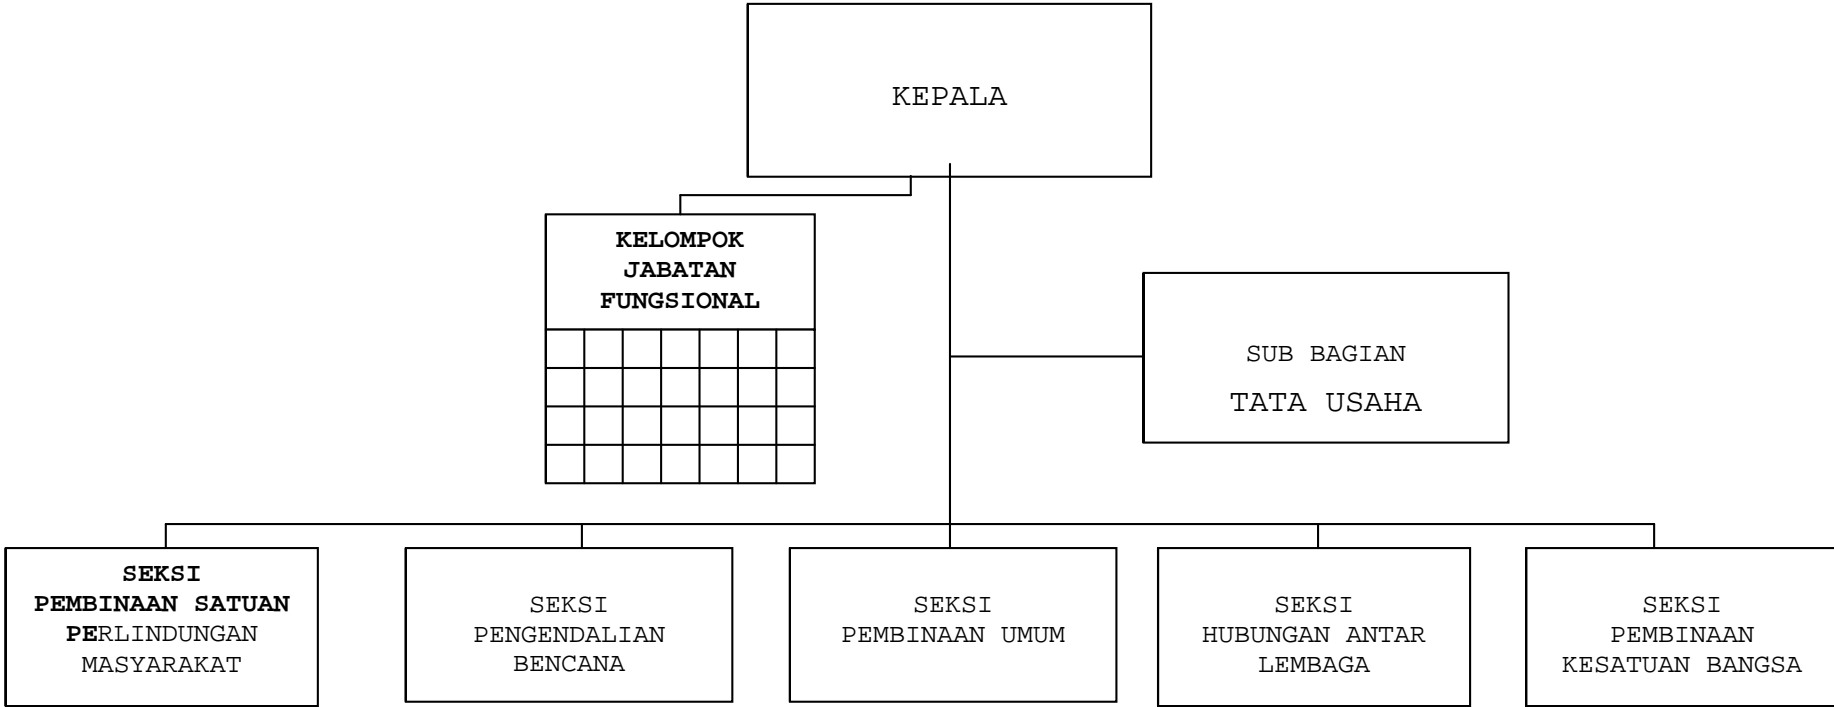 KEPALA
KELOMPOK
JABATAN
FUNGSIONAL
SUB BAGIAN
TATA USAHA
SEKSI
PEMBINAAN SATUAN
PERLINDUNGAN
MASYARAKAT
SEKSI
PENGENDALIAN
BENCANA
SEKSI
PEMBINAAN UMUM
SEKSI
HUBUNGAN ANTAR
LEMBAGA
SEKSI
PEMBINAAN
KESATUAN BANGSA